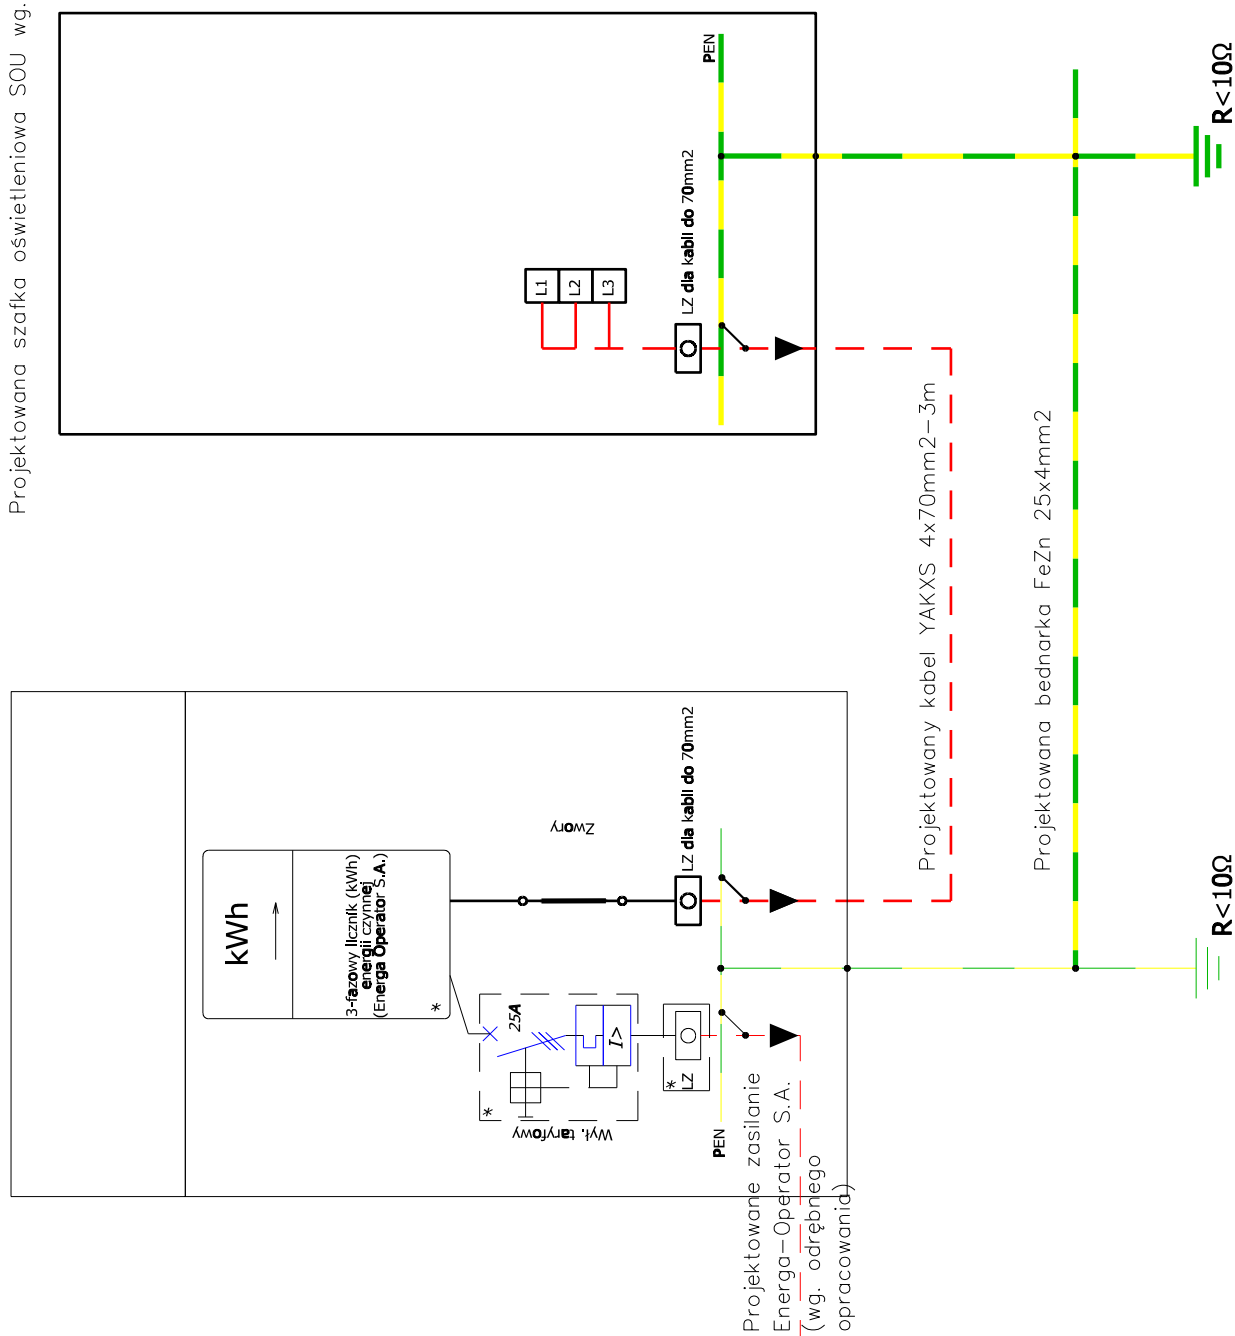 Projektowana szafka oświetleniowa SOU wg.
PEN
LZ dla kabli do 70mm2
L1
L2
L3
R<10Ω
Projektowany kabel YAKXS 4x70mm2-3m
Projektowana bednarka FeZn 25x4mm2
kWh
3-fazowy licznik (kWh)
energii czynnej
(Energa Operator S.A.)
*
Zwory
LZ dla kabli do 70mm2
25A
I>
*
Wył. taryfowy
*
LZ
PEN
R<10Ω
Projektowane zasilanie
Energa-Operator S.A.
(wg. odrębnego
opracowania)